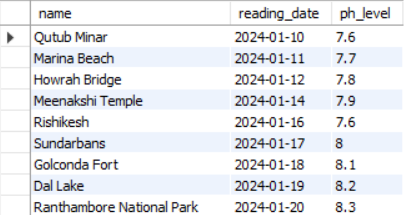 name reading_date ph_level
Qutub Minar 2024-01-10 7.6
Marina Beach 2024-01-11 7.7
Howrah Bridge 2024-01-12 7.8
Meenakshi Temple 2024-01-14 7.9
Rishikesh 2024-01-16 7.6
Sundarbans 2024-01-17 8
Golconda Fort 2024-01-18 8.1
Dal Lake 2024-01-19 8.2
Ranthambore National Park 2024-01-20 8.3